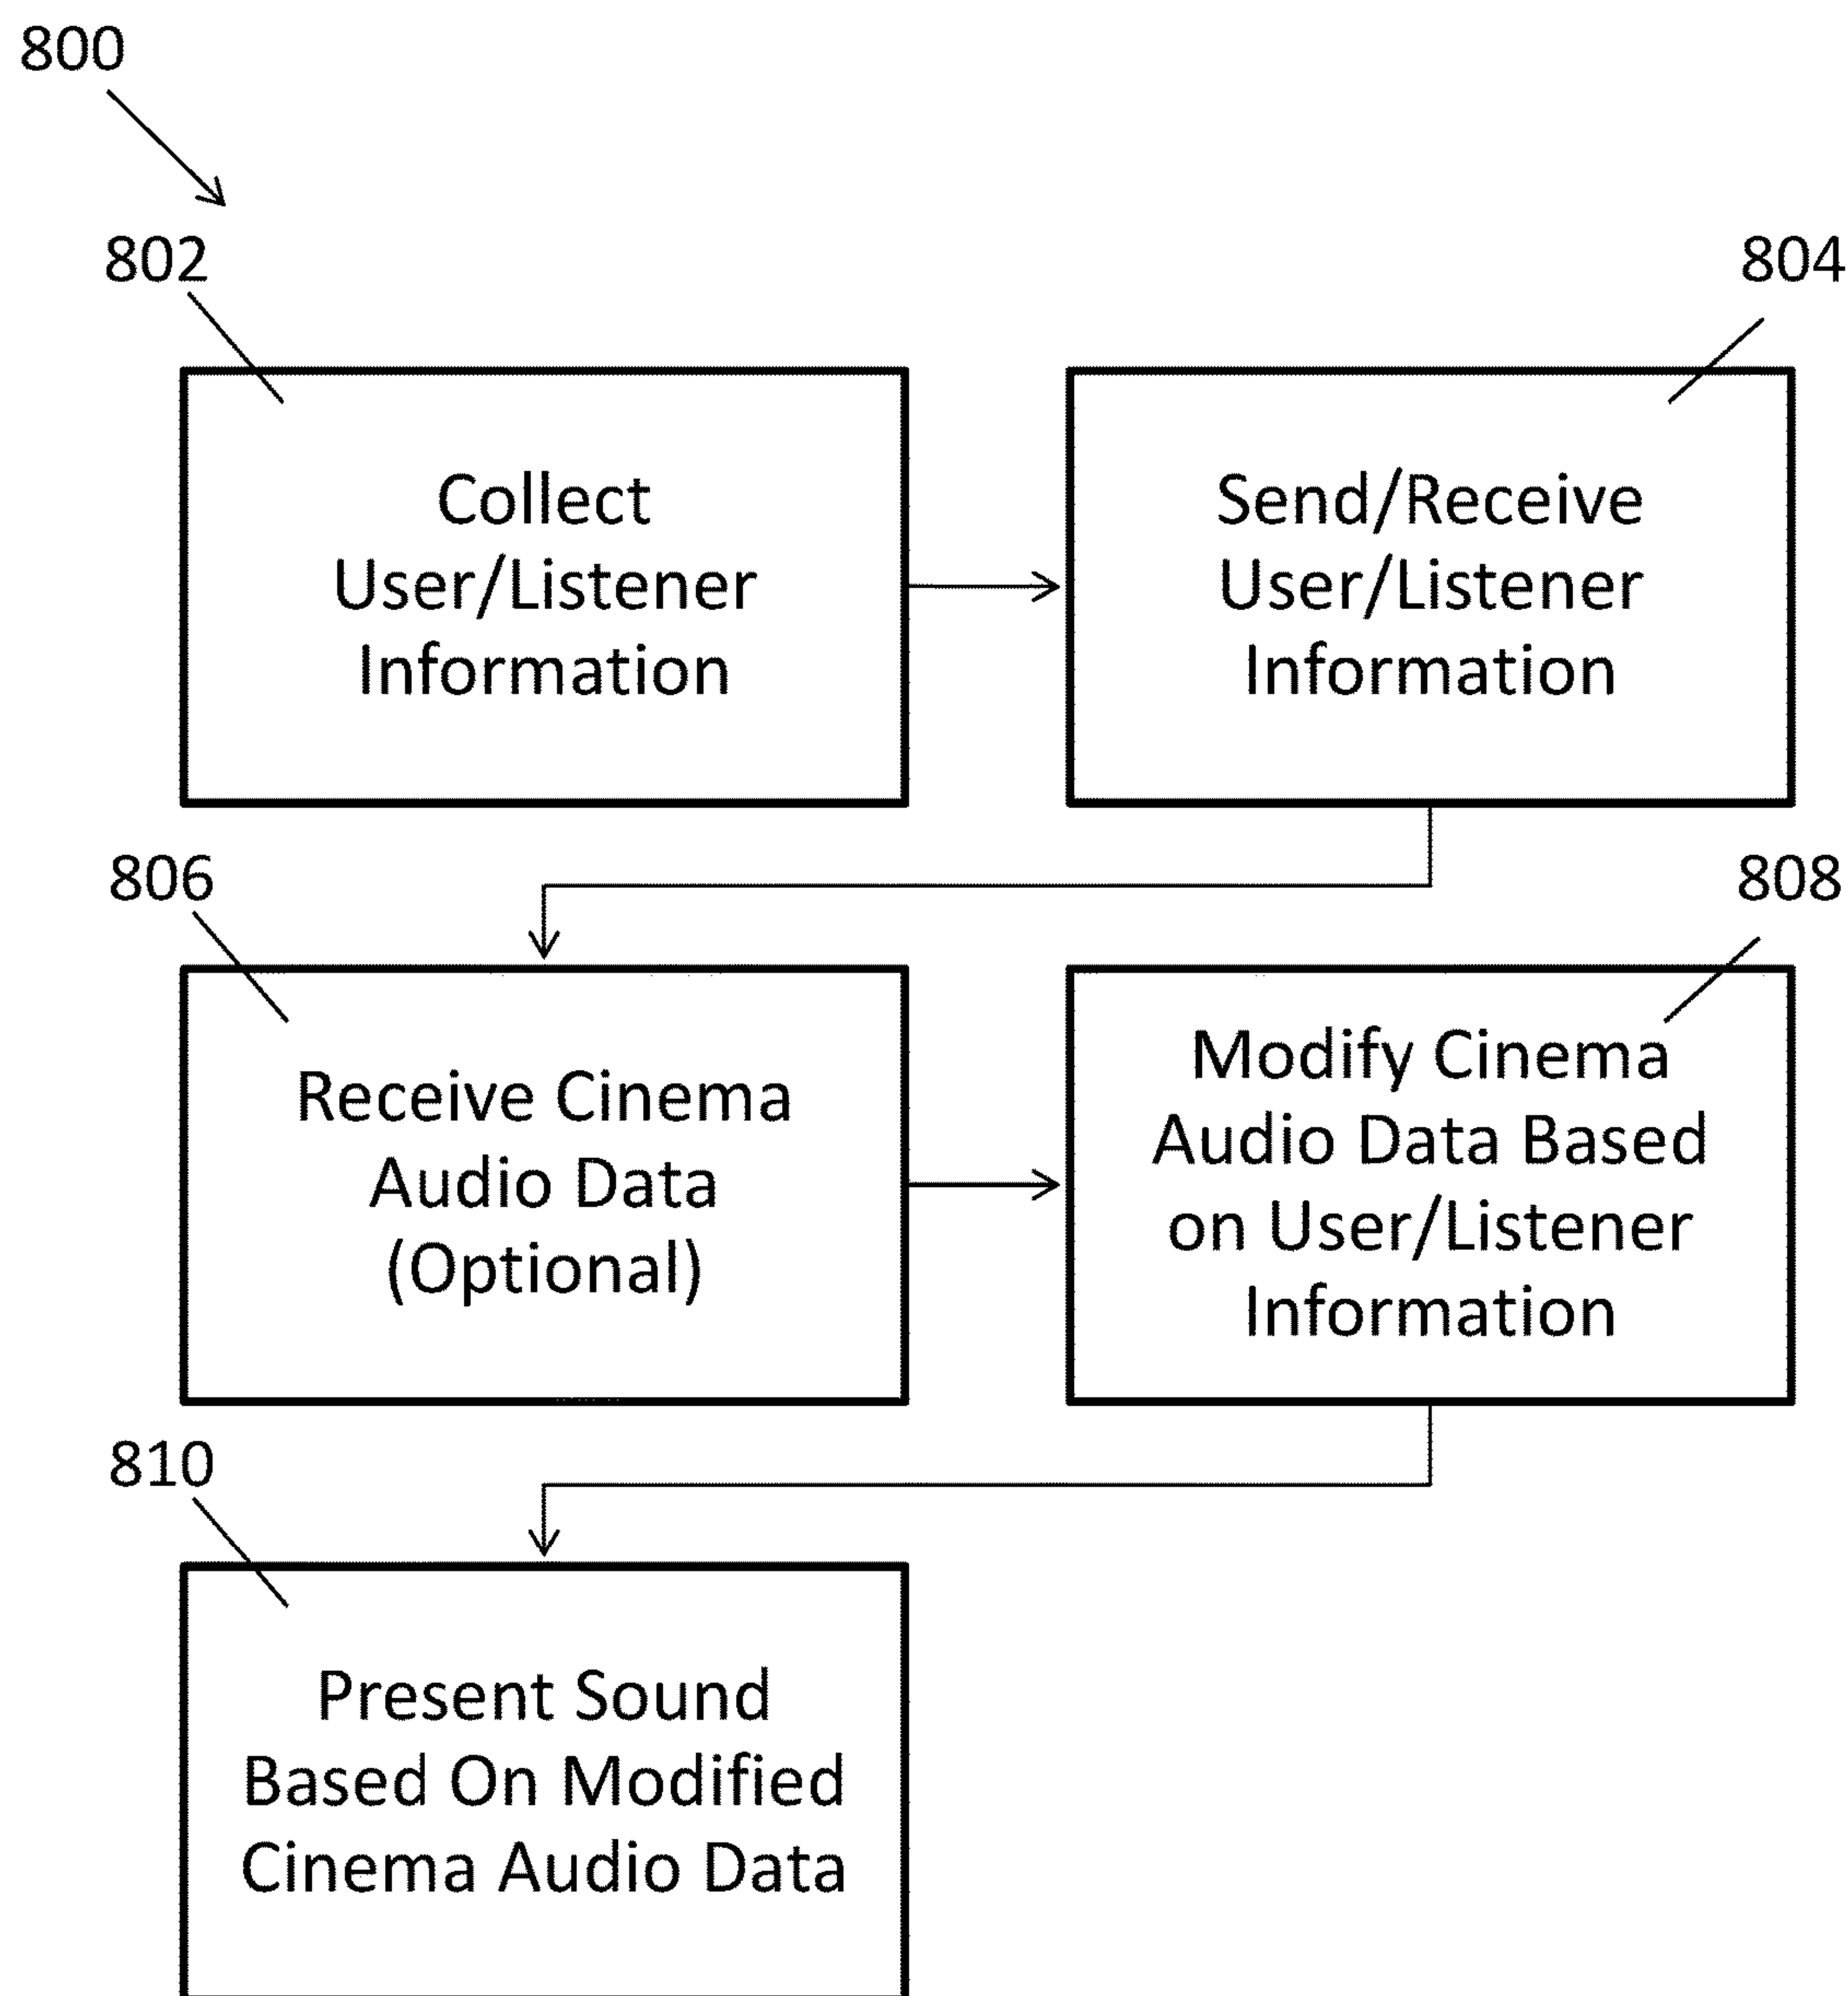 800
802
804
Collect
User/Listener
Information
Send/Receive
User/Listener
Information
806
808
Receive Cinema
Audio Data
(Optional)
Modify Cinema
Audio Data Based
on User/Listener
Information
810
Present Sound
Based On Modified
Cinema Audio Data